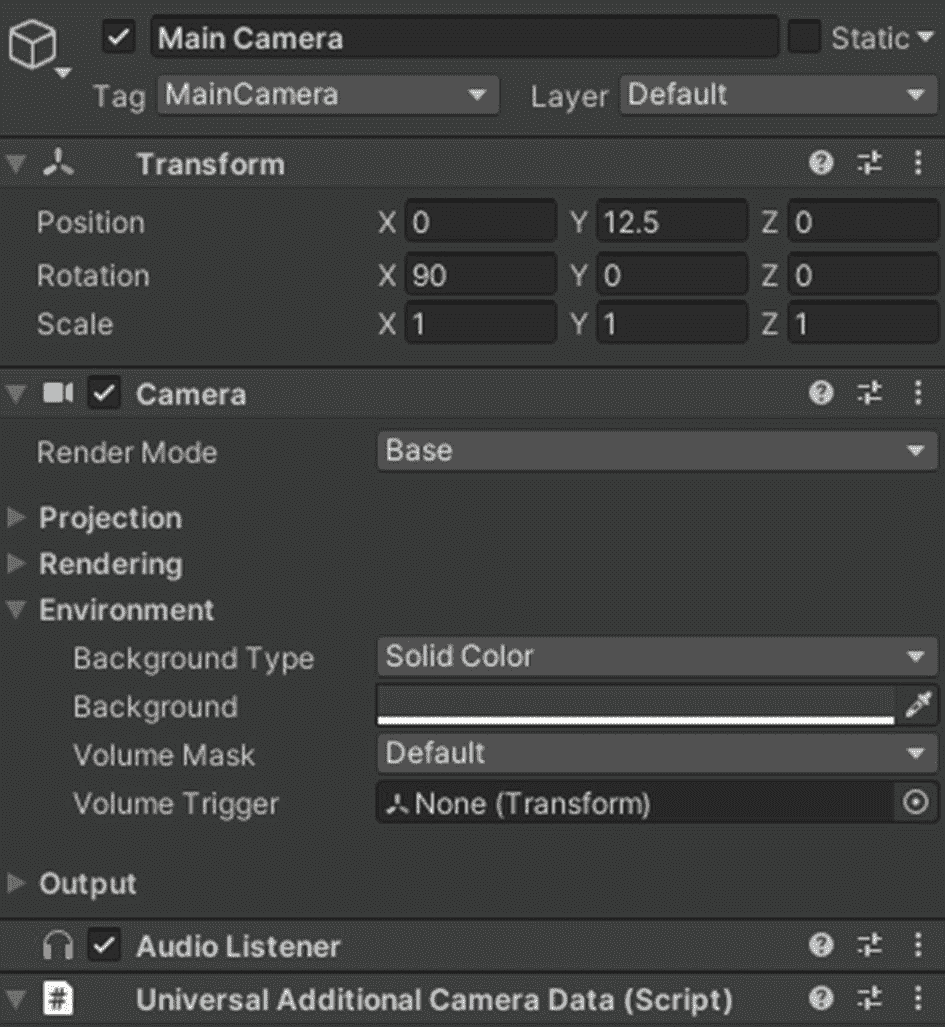 Main Camera Static
Tag MainCamera Layer Default
Transform
Position X 0 Y 12.5 Z 0
Rotation X 90 Y 0 Z 0
Scale X 1 Y 1 Z 1
Camera
Render Mode Base
Projection
Rendering
Environment
Background Type Solid Color
Background
Volume Mask Default
Volume Trigger None (Transform)
Output
Audio Listener
# Universal Additional Camera Data (Script)